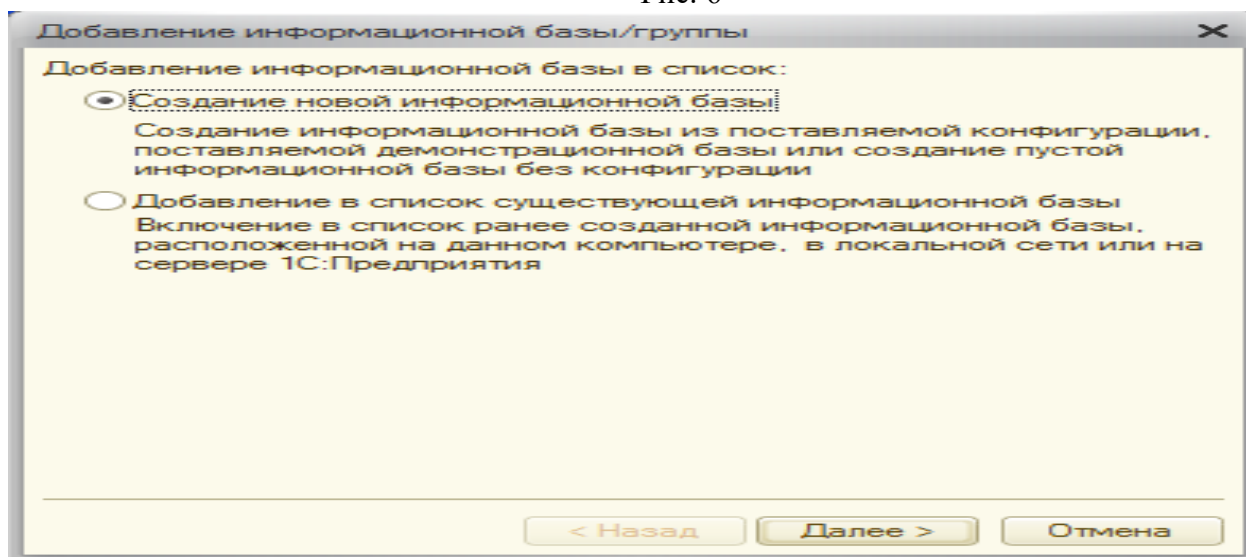 Добавление информационной базы/группы
Добавление информационной базы в список:
Создание новой информационной базы
Создание информационной базы из поставляемой конфигурации,
поставляемой демонстрационной базы или создание пустой
информационной базы без конфигурации
Добавление в список существующей информационной базы
Включение в список ранее созданной информационной базы,
расположенной на данном компьютере, в локальной сети или на
сервере 1С:Предприятия
< Назад Далее > Отмена